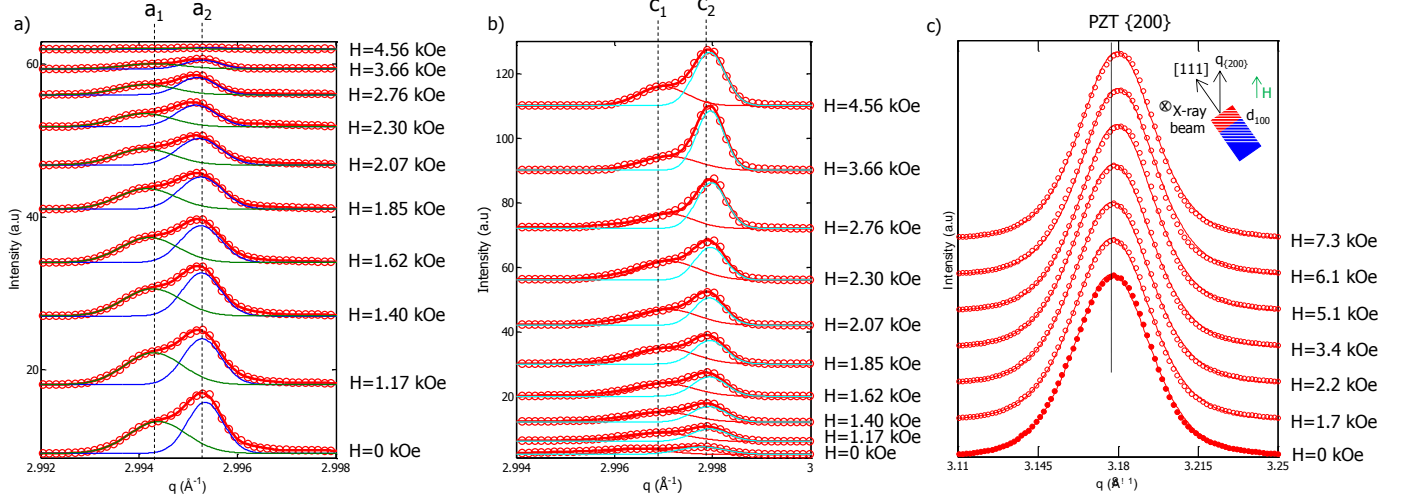 a)
a1
a2
60
40
20
Intensity (a.u)
H=4.56 kOe
H=3.66 kOe
H=2.76 kOe
H=2.30 kOe
H=2.07 kOe
H=1.85 kOe
H=1.62 kOe
H=1.40 kOe
H=1.17 kOe
H=0 kOe
2.992 2.994 2.996 2.998
q (Å-1)
b)
c1
c2
120
100
80
60
40
20
Intensity (a.u)
H=4.56 kOe
H=3.66 kOe
H=2.76 kOe
H=2.30 kOe
H=2.07 kOe
H=1.85 kOe
H=1.62 kOe
H=1.40 kOe
H=1.17 kOe
H=0 kOe
2.994 2.996 2.998 3
q (Å-1)
c)
PZT {200}
[111]
q{200}
H
X-ray
beam
d100
Intensity (a.u)
H=7.3 kOe
H=6.1 kOe
H=5.1 kOe
H=3.4 kOe
H=2.2 kOe
H=1.7 kOe
H=0 kOe
3.11 3.145 3.18 3.215 3.25
q